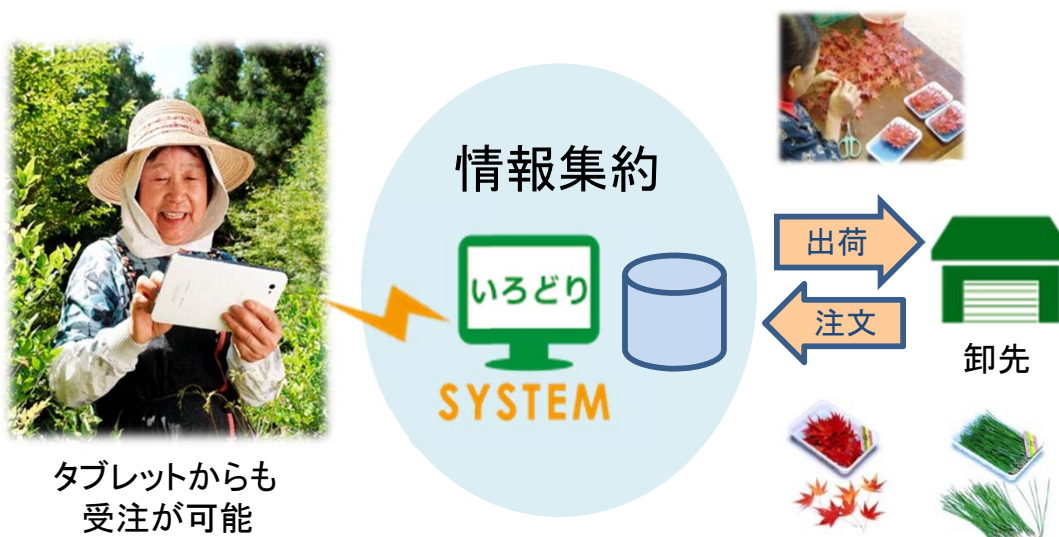 情報集約
いろどり
SYSTEM
出荷
注文
卸先
タブレットからも
受注が可能